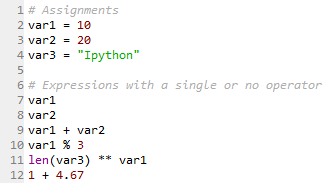 1 # Assignments
2 var1 = 10
3 var2 = 20
4 var3 = "Ipython"
5
6 # Expressions with a single or no operator
7 var1
8 var2
9 var1 + var2
10 var1 % 3
11 len(var3) ** var1
12 1 + 4.67